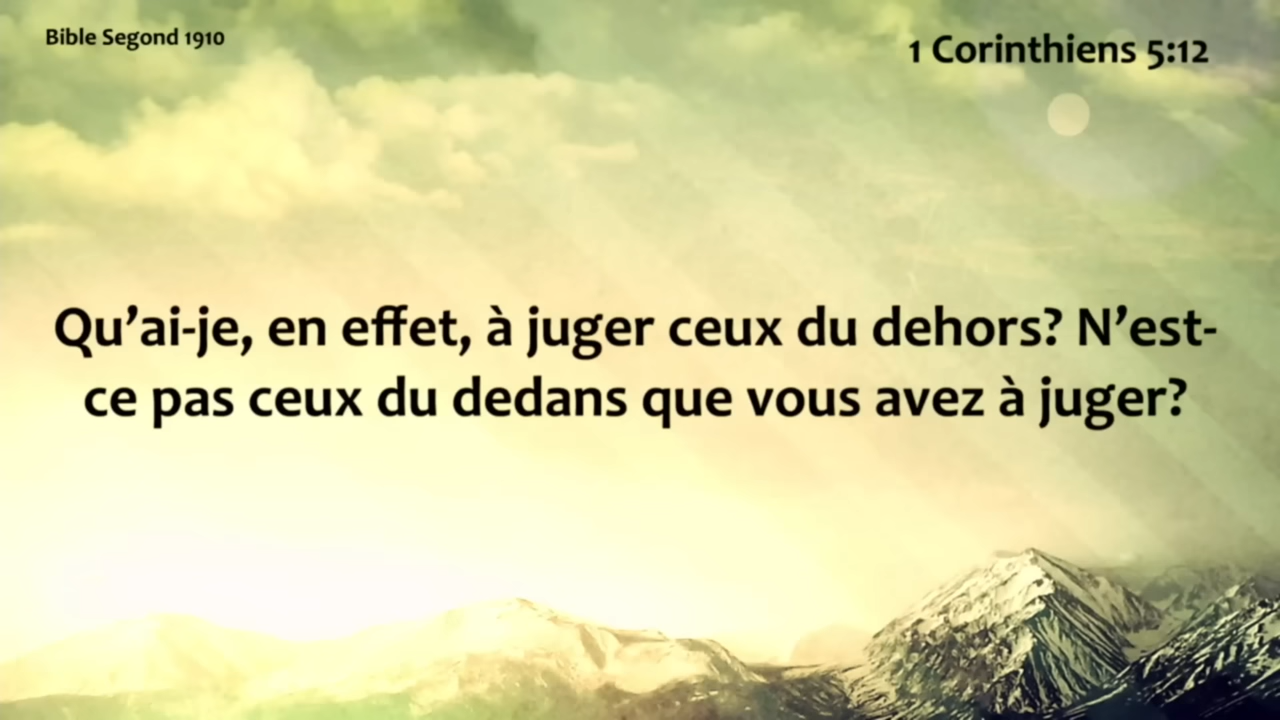 Bible Segond 1910
1 Corinthiens 5:12
Qu’ai-je, en effet, à juger ceux du dehors? N’est-
ce pas ceux du dedans que vous avez à juger?